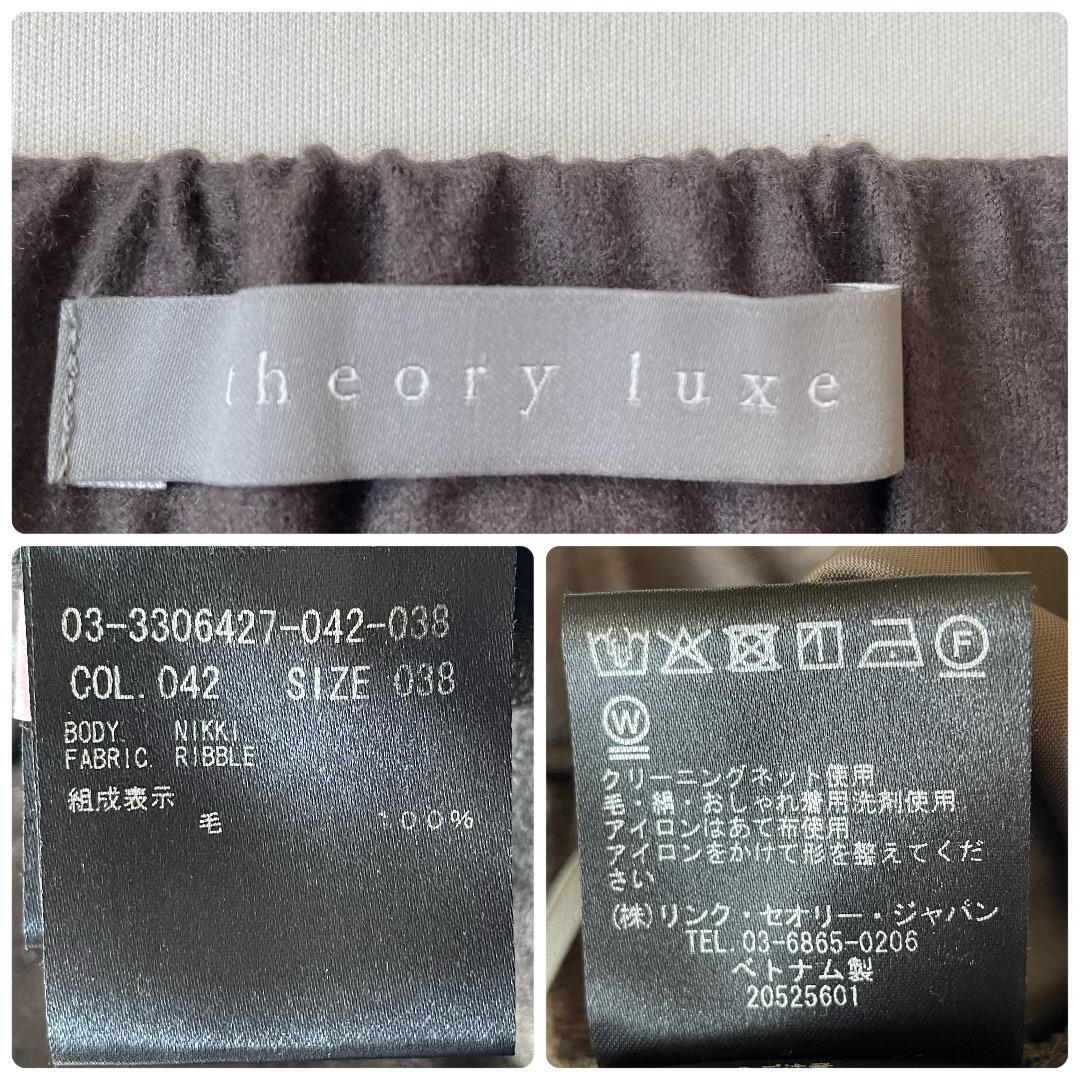 theory luxe
03-3306427-042-038
COL. 042 SIZE 038
BODY. NIKKI
FABRIC. RIBBLE
組成表示
毛 100%
F
W
クリーニングネット使用
毛・絹・おしゃれ着用洗剤使用
アイロンはあて布使用
アイロンをかけて形を整えてくだ
さい
(株)リンク・セオリー・ジャパン
TEL.03-6865-0206
ベトナム製
20525601